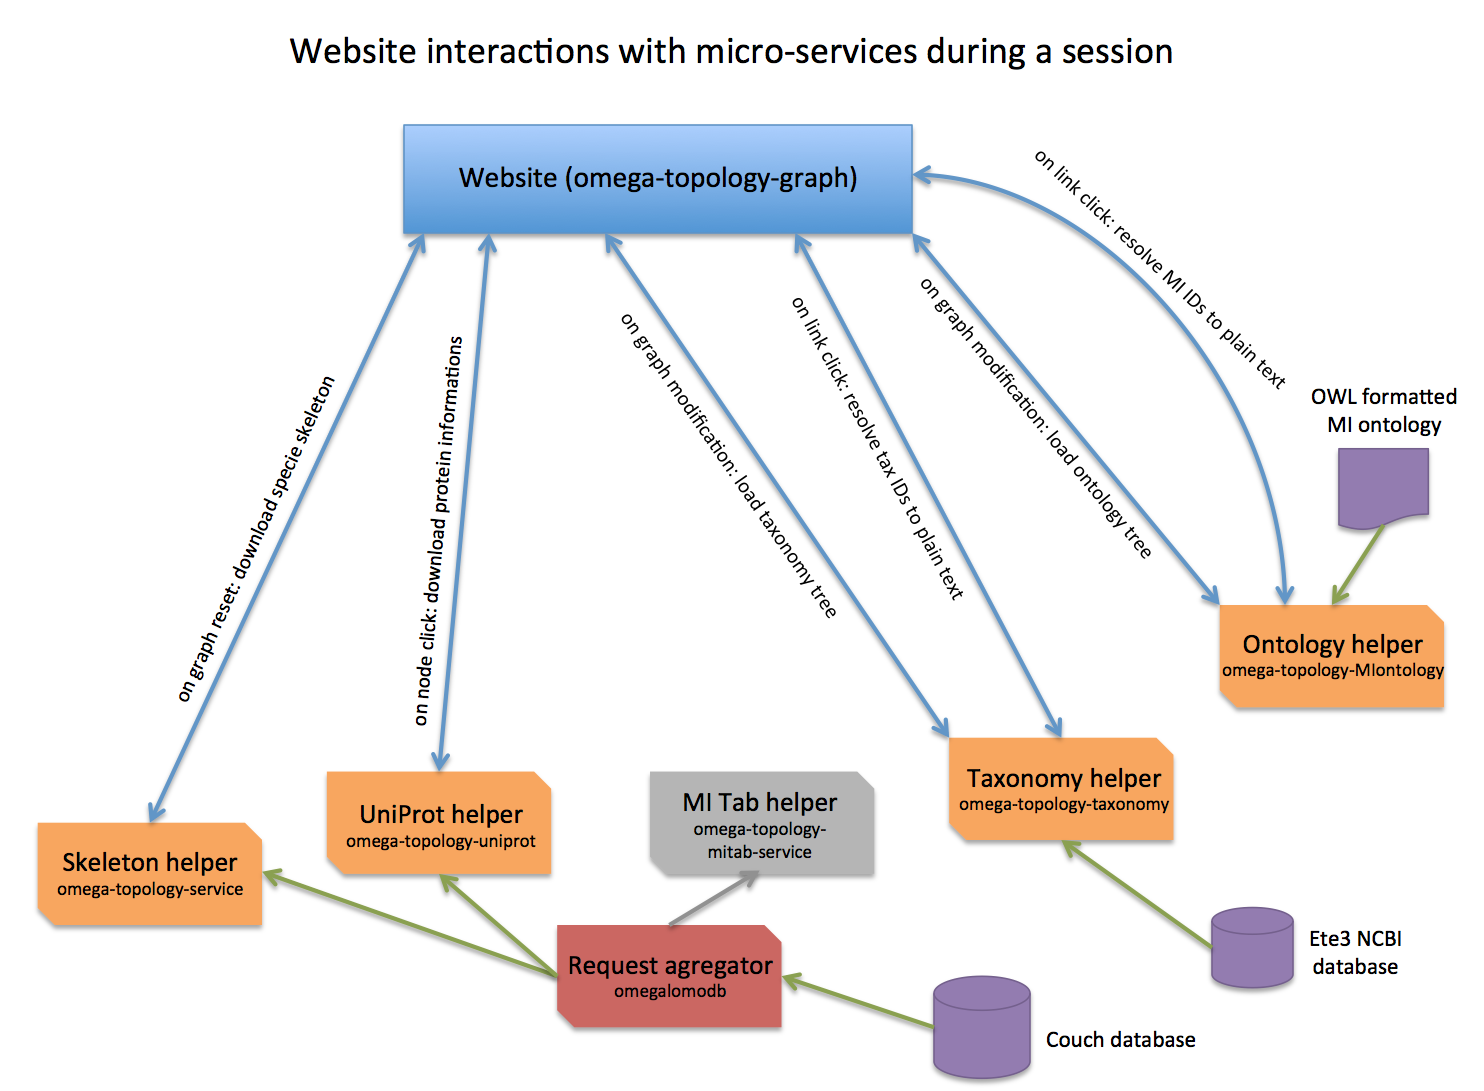 Website interactions with micro-services during a session
Website (omega-topology-graph)
on link click: resolve MI IDs to plain text
on graph modification: load ontology tree
on link click: resolve tax IDs to plain text
on graph modification: load taxonomy tree
on node click: download protein informations
on graph reset: download specie skeleton
OWL formatted
MI ontology
Ontology helper
omega-topology-MIontology
Taxonomy helper
omega-topology-taxonomy
MI Tab helper
omega-topology-
mitab-service
UniProt helper
omega-topology-uniprot
Skeleton helper
omega-topology-service
Request agregator
omegalomodb
Ete3 NCBI
database
Couch database